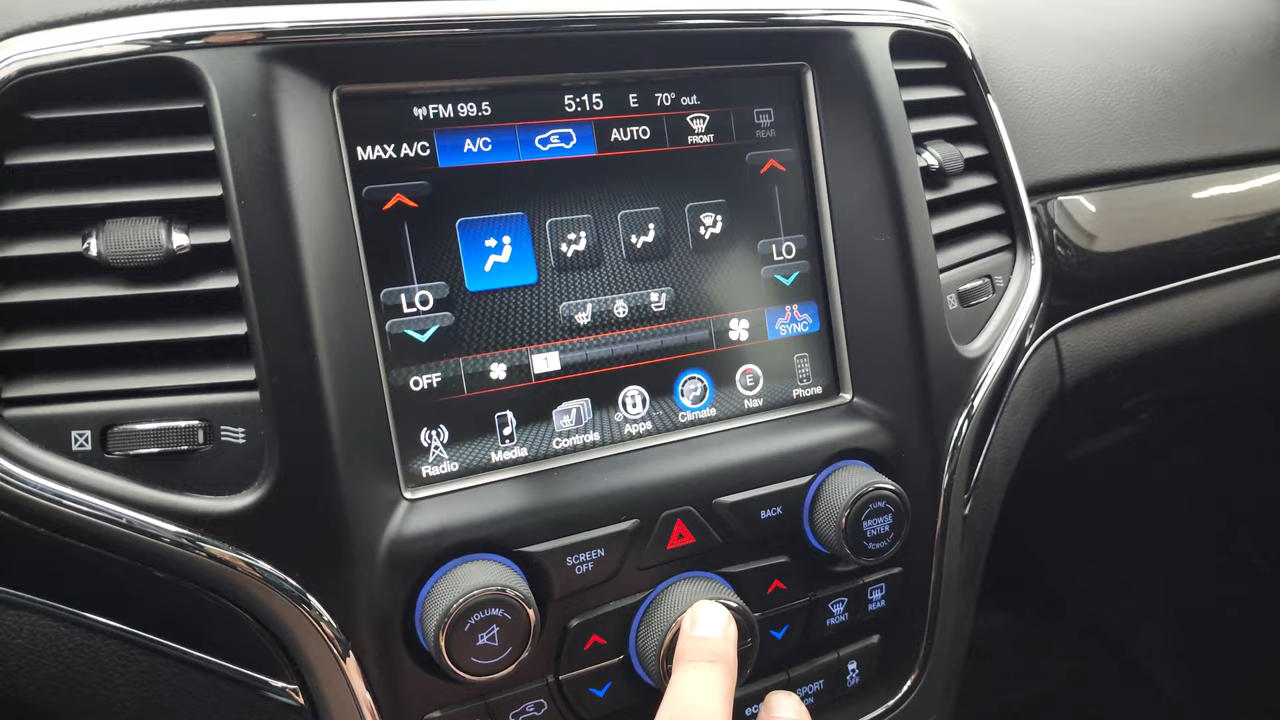 FM 99.5 5:15 E 70° out.
MAX A/C A/C AUTO FRONT REAR
LO LO
OFF 1 SYNC
Radio Media Controls Apps Climate E Nav Phone
SCREEN OFF BACK TUNE
BROWSE
ENTER
SCROLL
VOLUME
FRONT REAR
eco SPORT OFF